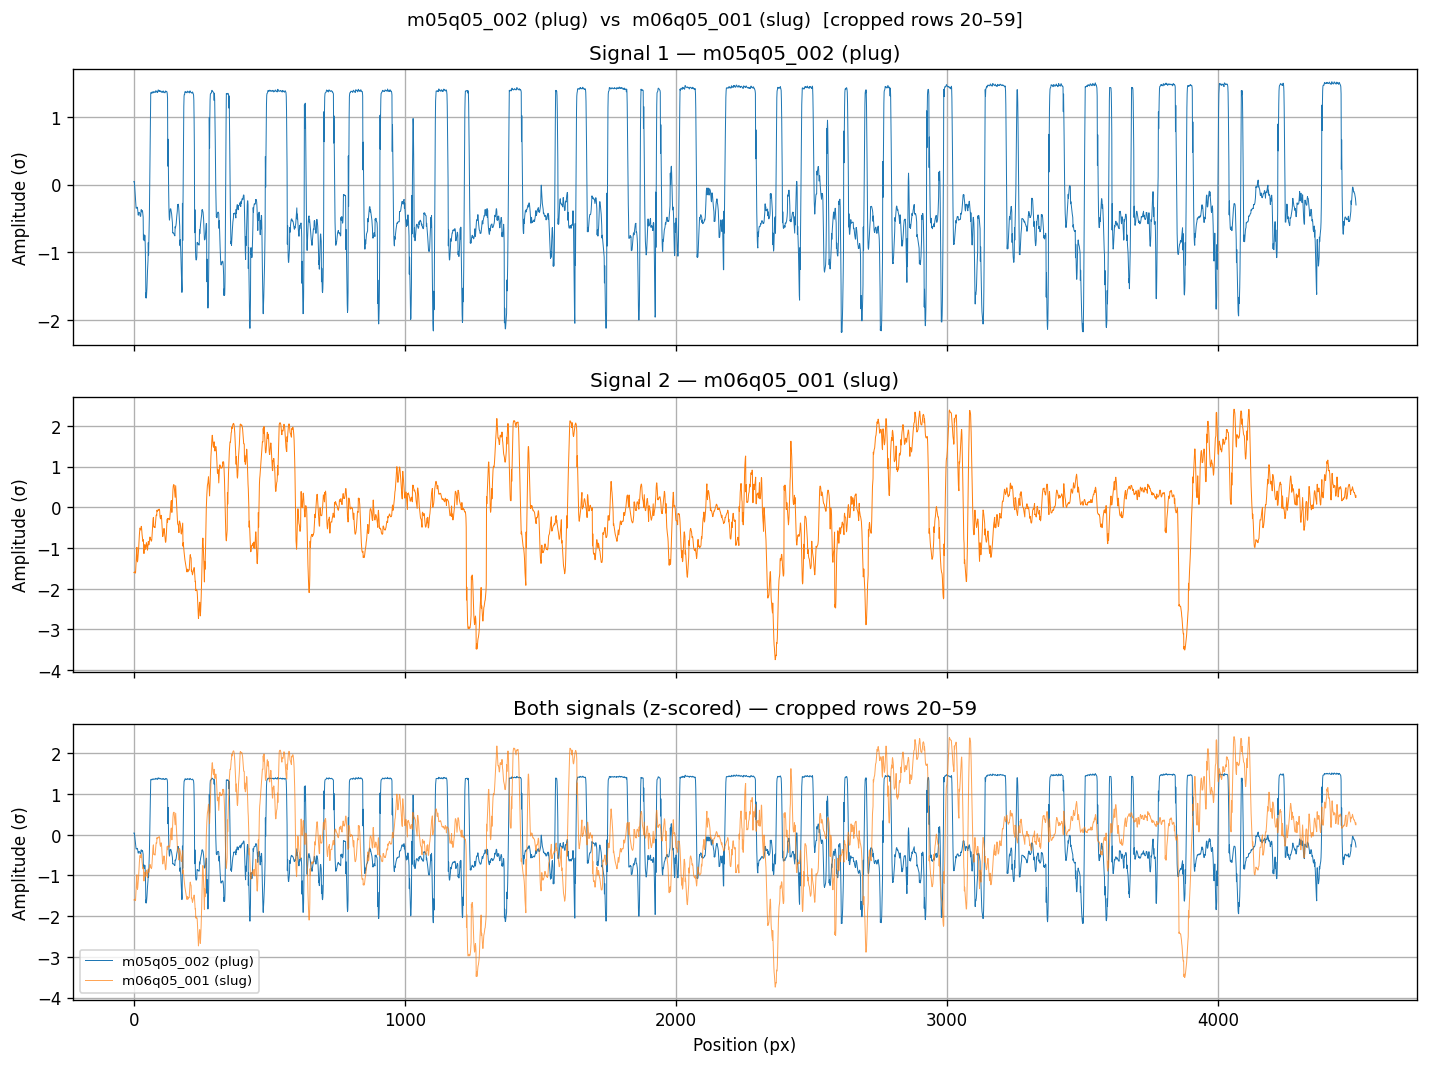 m05q05_002 (plug)  vs  m06q05_001 (slug)  [cropped rows 20–59]
Signal 1 — m05q05_002 (plug)
Amplitude (σ)
1
0
−1
−2
Signal 2 — m06q05_001 (slug)
Amplitude (σ)
2
1
0
−1
−2
−3
−4
Both signals (z-scored) — cropped rows 20–59
Amplitude (σ)
2
1
0
−1
−2
−3
−4
m05q05_002 (plug)
m06q05_001 (slug)
0 1000 2000 3000 4000
Position (px)